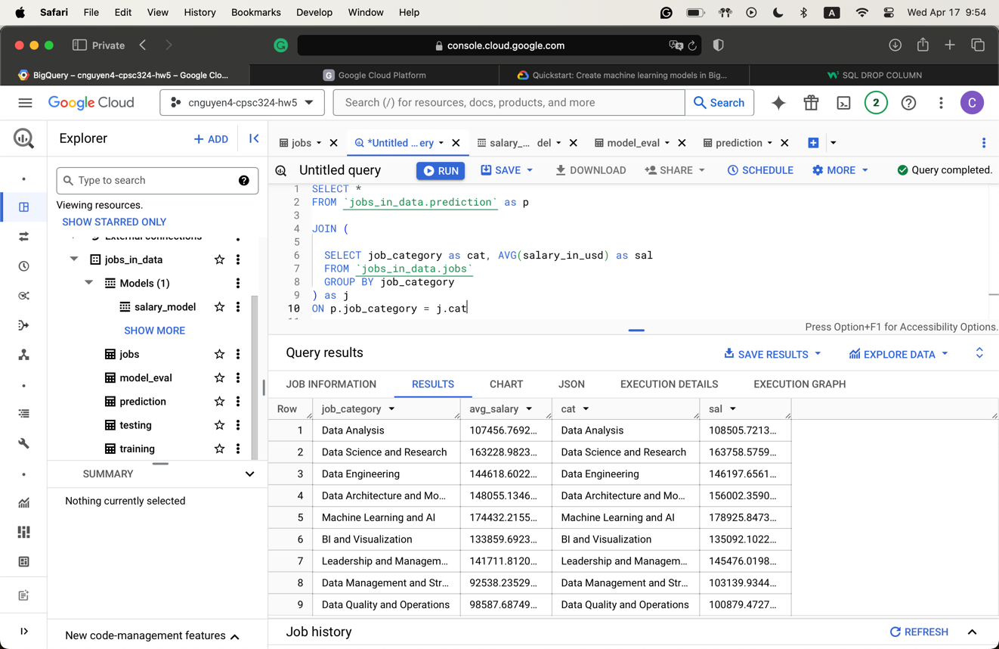 Safari File Edit View History Bookmarks Develop Window Help A Wed Apr 17 9:54
Private console.cloud.google.com
BigQuery – cnguyen4-cpsc324-hw5 – Google Clo... G Google Cloud Platform Quickstart: Create machine learning models in Big... SQL DROP COLUMN
Google Cloud cnguyen4-cpsc324-hw5 Search (/) for resources, docs, products, and more Search 2 C
Explorer + ADD
jobs *Untitled ...ery salary_... del model_eval prediction
Untitled query RUN SAVE DOWNLOAD SHARE SCHEDULE MORE Query completed.
Type to search
Viewing resources.
SHOW STARRED ONLY
External connections
jobs_in_data
Models (1)
salary_model
SHOW MORE
jobs
model_eval
prediction
testing
training
SUMMARY
Nothing currently selected
New code-management features
1 SELECT *
2 FROM `jobs_in_data.prediction` as p
3
4 JOIN (
5
6 SELECT job_category as cat, AVG(salary_in_usd) as sal
7 FROM `jobs_in_data.jobs`
8 GROUP BY job_category
9 ) as j
10 ON p.job_category = j.cat
Press Option+F1 for Accessibility Options.
Query results SAVE RESULTS EXPLORE DATA
JOB INFORMATION RESULTS CHART JSON EXECUTION DETAILS EXECUTION GRAPH
Row job_category avg_salary cat sal
1 Data Analysis 107456.7692... Data Analysis 108505.7213...
2 Data Science and Research 163228.9823... Data Science and Research 163758.5759...
3 Data Engineering 144618.6022... Data Engineering 146197.6561...
4 Data Architecture and Mo... 148055.1346... Data Architecture and Mo... 156002.3590...
5 Machine Learning and AI 174432.2155... Machine Learning and AI 178925.8473...
6 BI and Visualization 133859.6923... BI and Visualization 135092.1022...
7 Leadership and Managem... 141711.8120... Leadership and Managem... 145476.0198...
8 Data Management and Str... 92538.23529... Data Management and Str... 103139.9344...
9 Data Quality and Operations 98587.68749... Data Quality and Operations 100879.4727...
Job history REFRESH